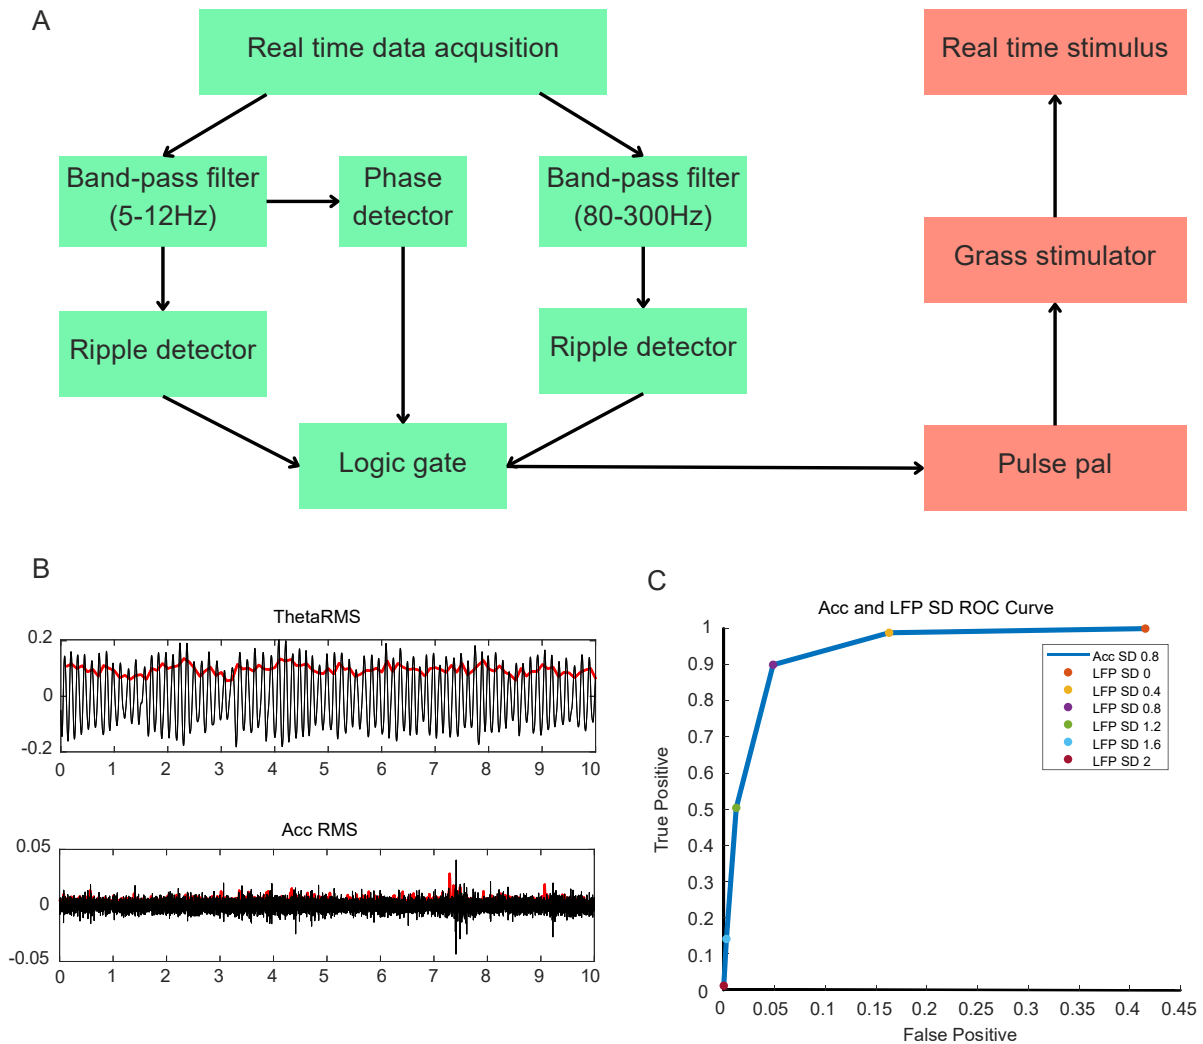 A
Real time data acqusition
Real time stimulus
Band-pass filter
(5-12Hz)
Phase
detector
Band-pass filter
(80-300Hz)
Grass stimulator
Ripple detector
Ripple detector
Logic gate
Pulse pal
B
ThetaRMS
0.2
0
-0.2
0 1 2 3 4 5 6 7 8 9 10
Acc RMS
0.05
0
-0.05
0 1 2 3 4 5 6 7 8 9 10
C
Acc and LFP SD ROC Curve
1
0.9
0.8
0.7
0.6
0.5
0.4
0.3
0.2
0.1
0
True Positive
Acc SD 0.8
LFP SD 0
LFP SD 0.4
LFP SD 0.8
LFP SD 1.2
LFP SD 1.6
LFP SD 2
0 0.05 0.1 0.15 0.2 0.25 0.3 0.35 0.4 0.45
False Positive